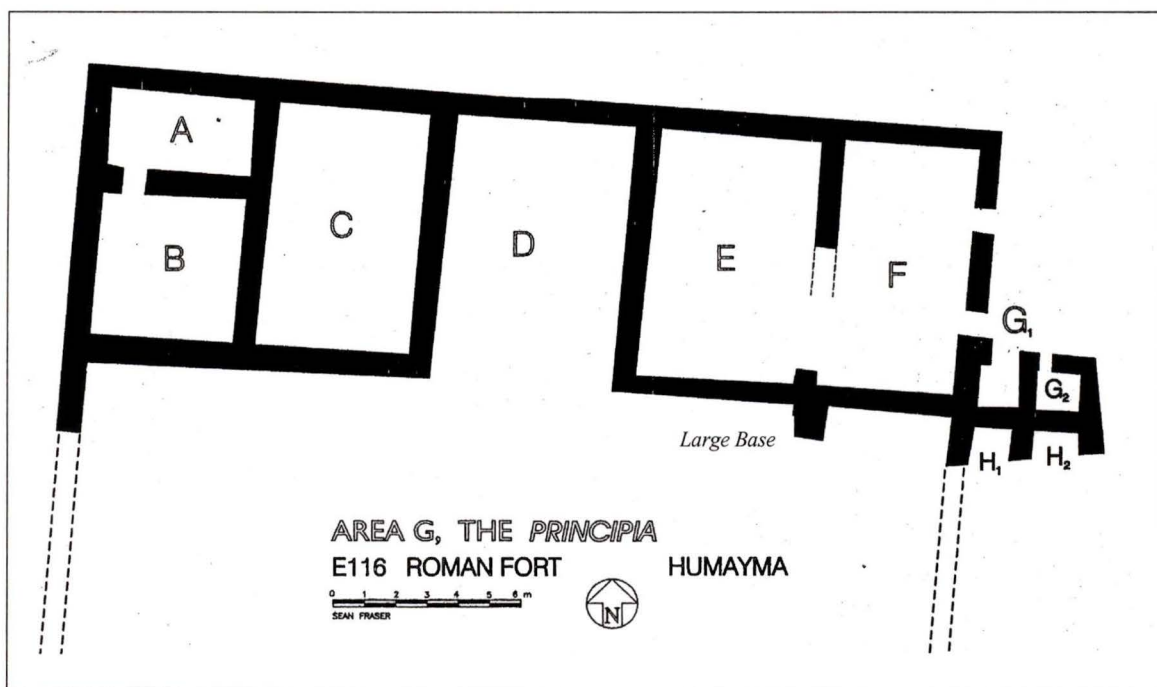 A
B
C
D
E
F
G₁
G₂
H₁
H₂
Large Base
AREA G, THE PRINCIPIA
E116 ROMAN FORT HUMAYMA
0 1 2 3 4 5 6 m
SEAN FRASER
N